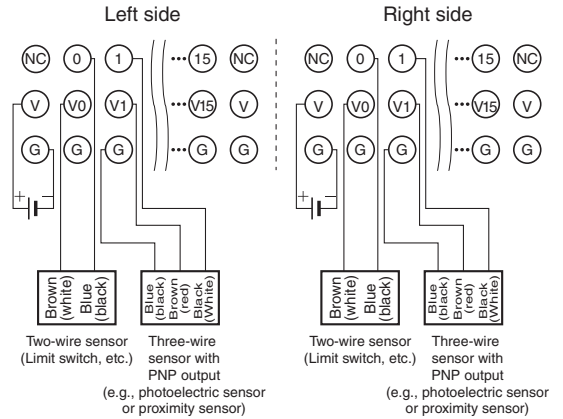 Left side
NC 0 1 ···15 NC
V V0 V1 ···V15 V
G G G ···G G
+ −
Brown
(white)
Blue
(black)
Blue
(black)
Brown
(red)
Black
(White)
Two-wire sensor
(Limit switch, etc.)
Three-wire
sensor with
PNP output
(e.g., photoelectric sensor
or proximity sensor)
Right side
NC 0 1 ···15 NC
V V0 V1 ···V15 V
G G G ···G G
+ −
Brown
(white)
Blue
(black)
Blue
(black)
Brown
(red)
Black
(White)
Two-wire sensor
(Limit switch, etc.)
Three-wire
sensor with
PNP output
(e.g., photoelectric sensor
or proximity sensor)